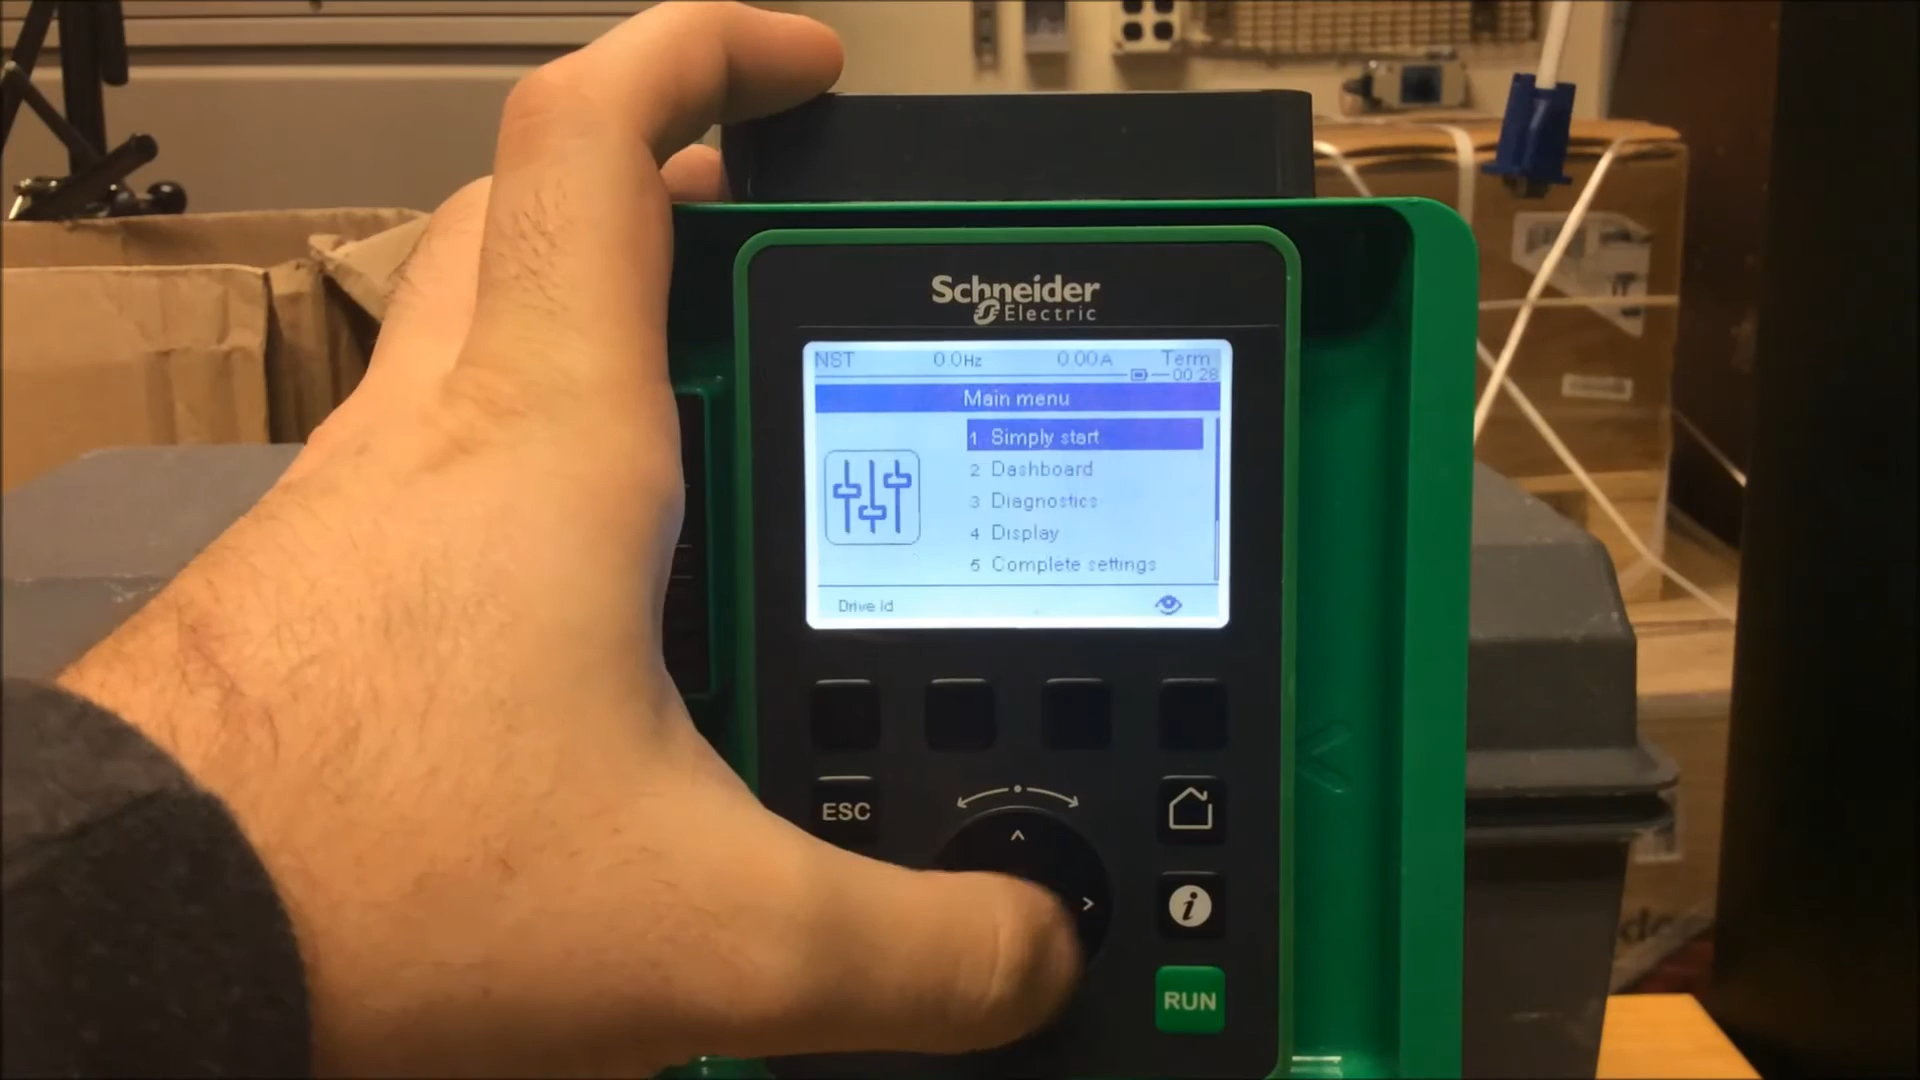 Schneider
Electric
NST 0.0Hz 0.00A Term
00:28
Main menu
1 Simply start
2 Dashboard
3 Diagnostics
4 Display
5 Complete settings
Drive Id
ESC
i
RUN